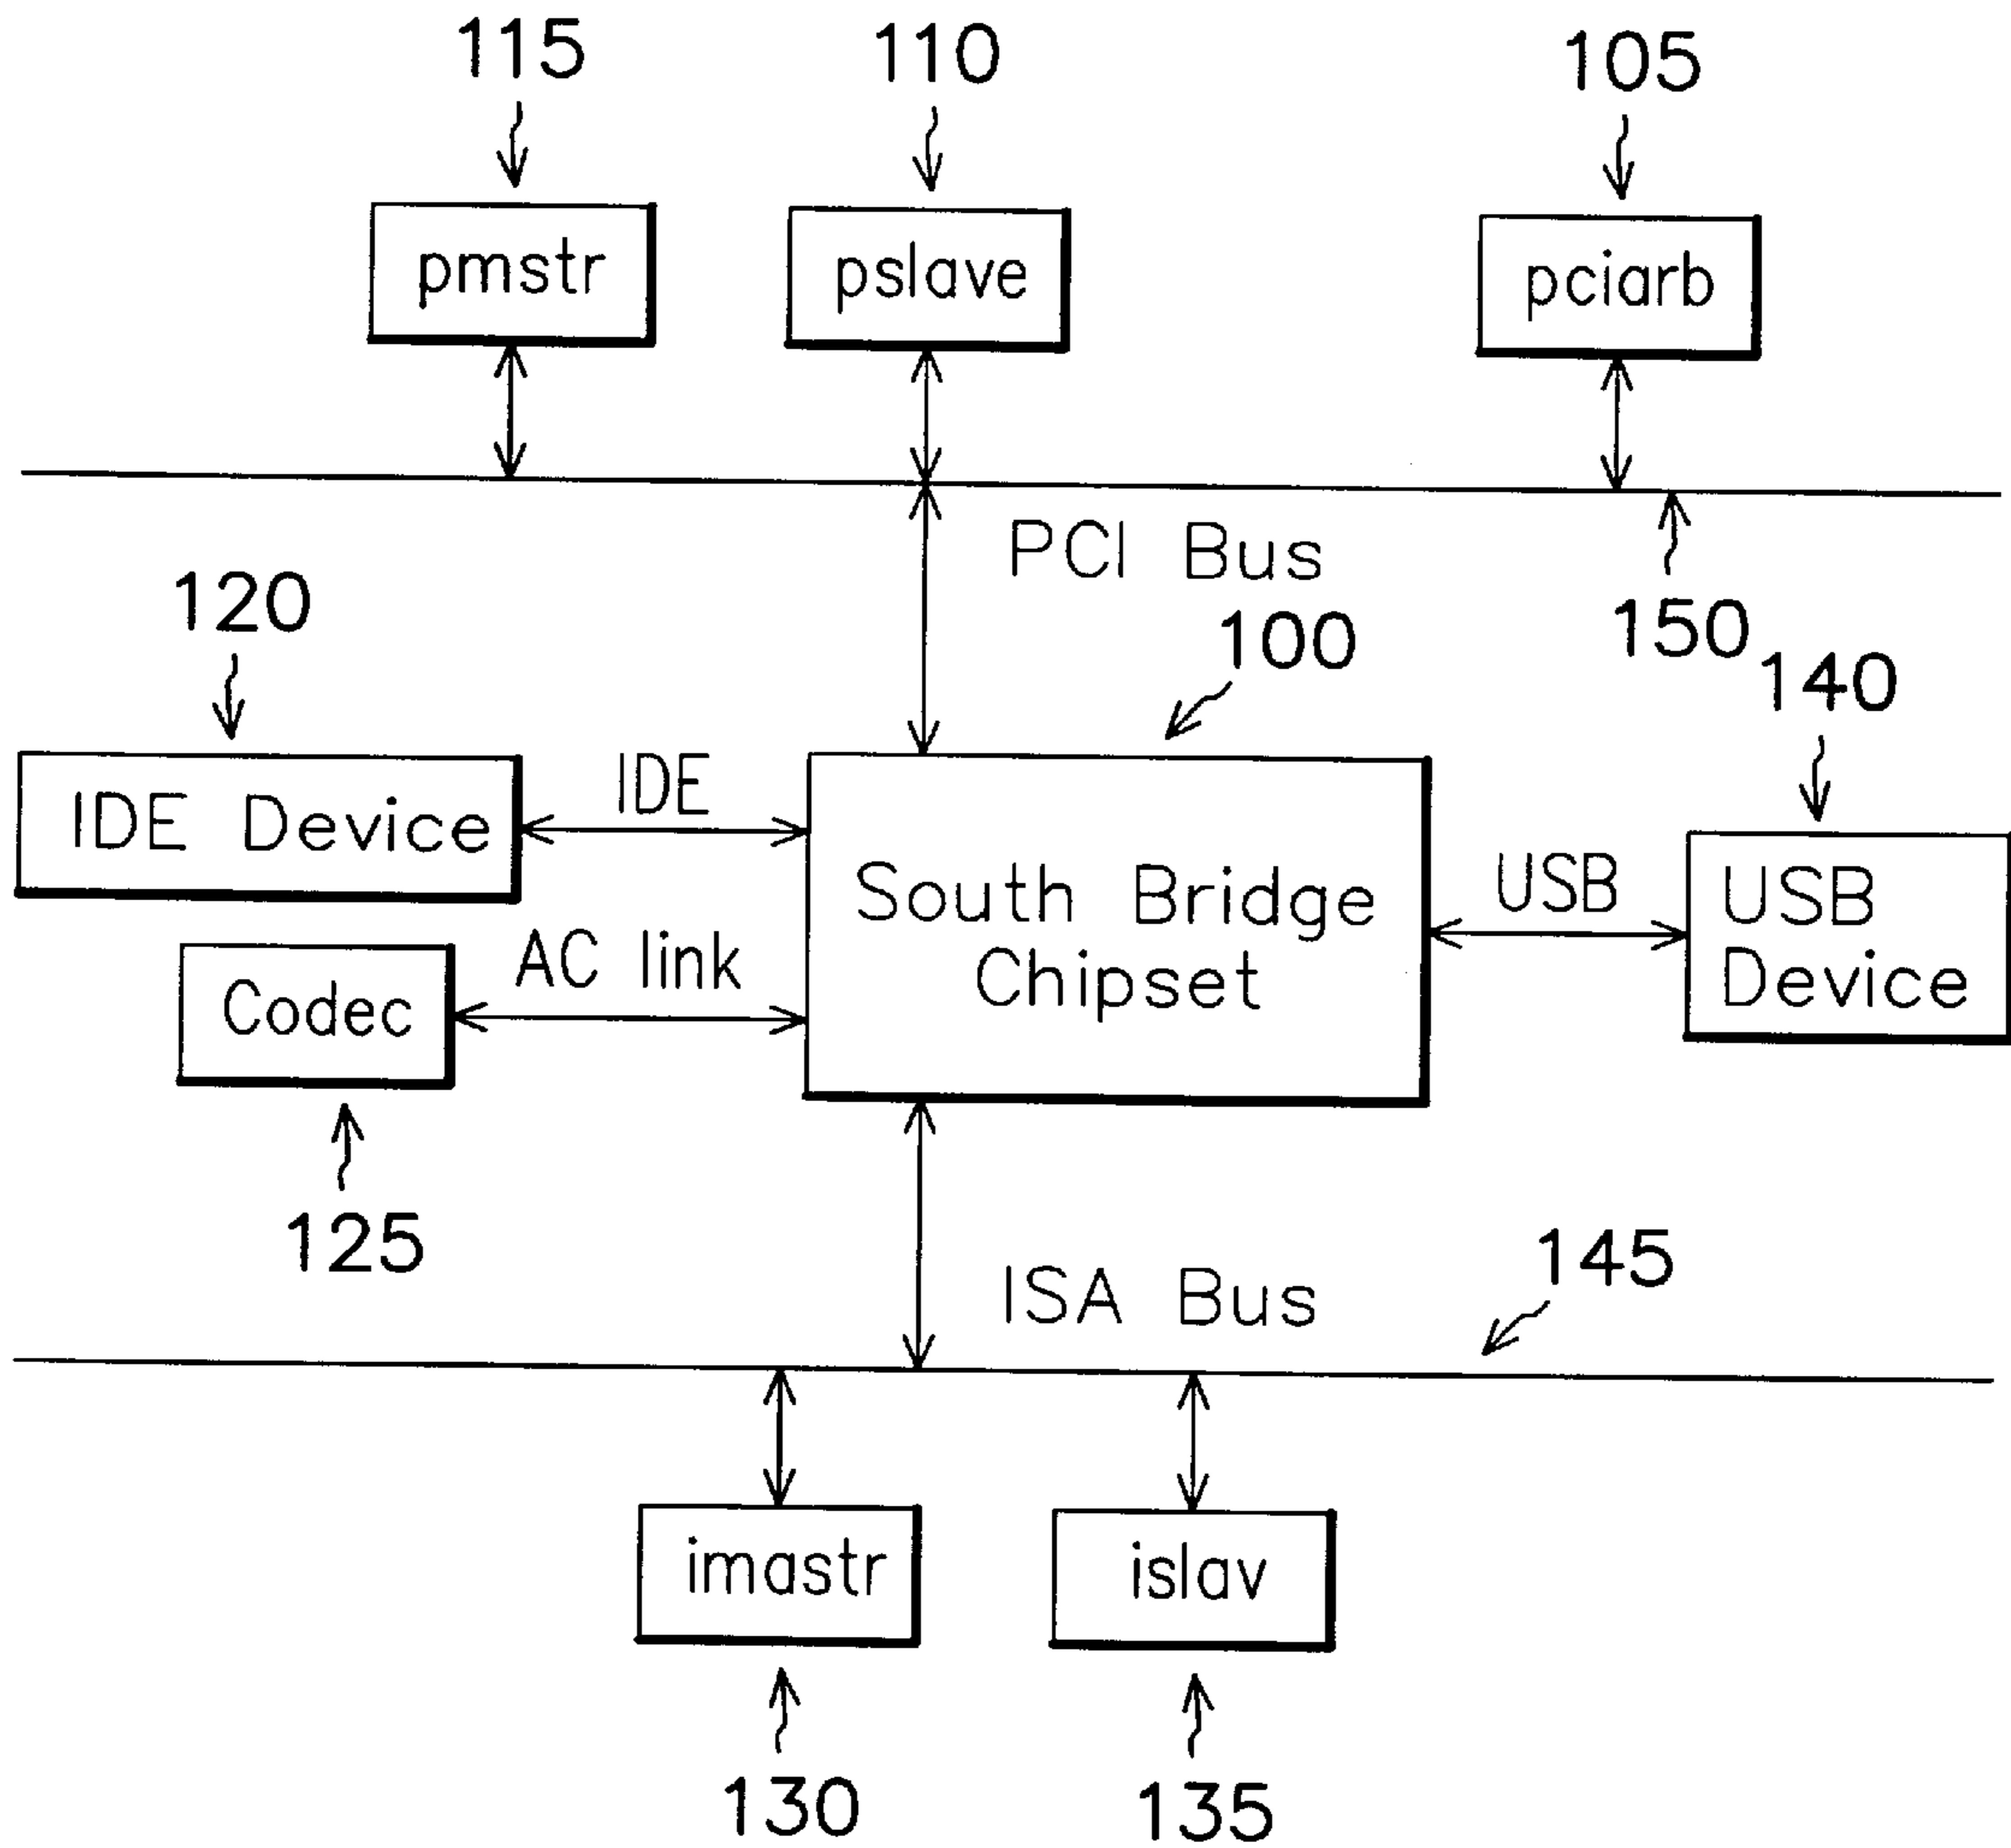 115
110
105
pmstr
pslave
pciarb
PCI Bus
120
100
150
140
IDE Device
IDE
South Bridge
Chipset
USB
USB
Device
Codec
AC link
125
145
ISA Bus
imastr
islav
130
135